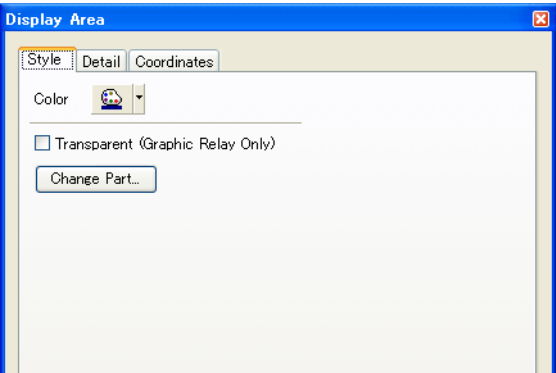 Display Area
Style Detail Coordinates
Color
Transparent (Graphic Relay Only)
Change Part...